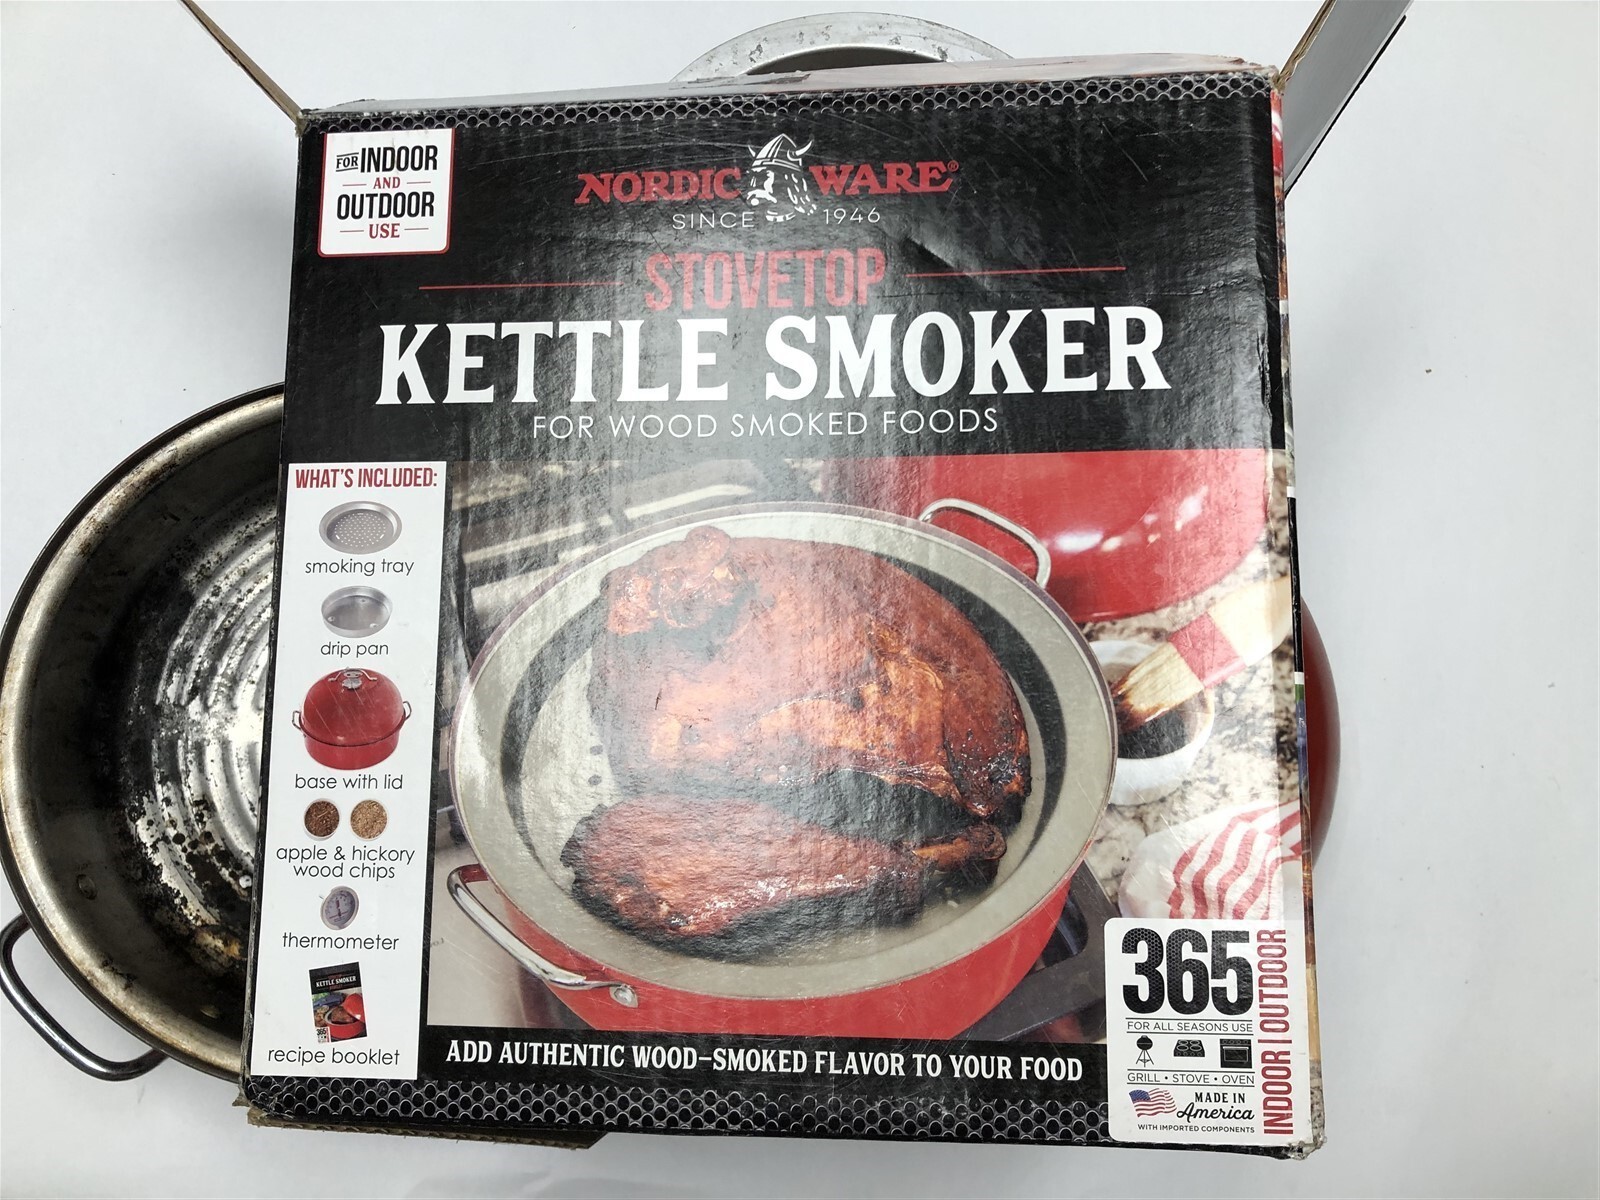 FOR INDOOR
AND
OUTDOOR
USE
NORDIC WARE®
SINCE 1946
STOVETOP
KETTLE SMOKER
FOR WOOD SMOKED FOODS
WHAT'S INCLUDED:
smoking tray
drip pan
base with lid
apple & hickory
wood chips
thermometer
KETTLE SMOKER
365
recipe booklet
ADD AUTHENTIC WOOD-SMOKED FLAVOR TO YOUR FOOD
365
FOR ALL SEASONS USE
GRILL • STOVE • OVEN
MADE IN
America
WITH IMPORTED COMPONENTS
INDOOR | OUTDOOR